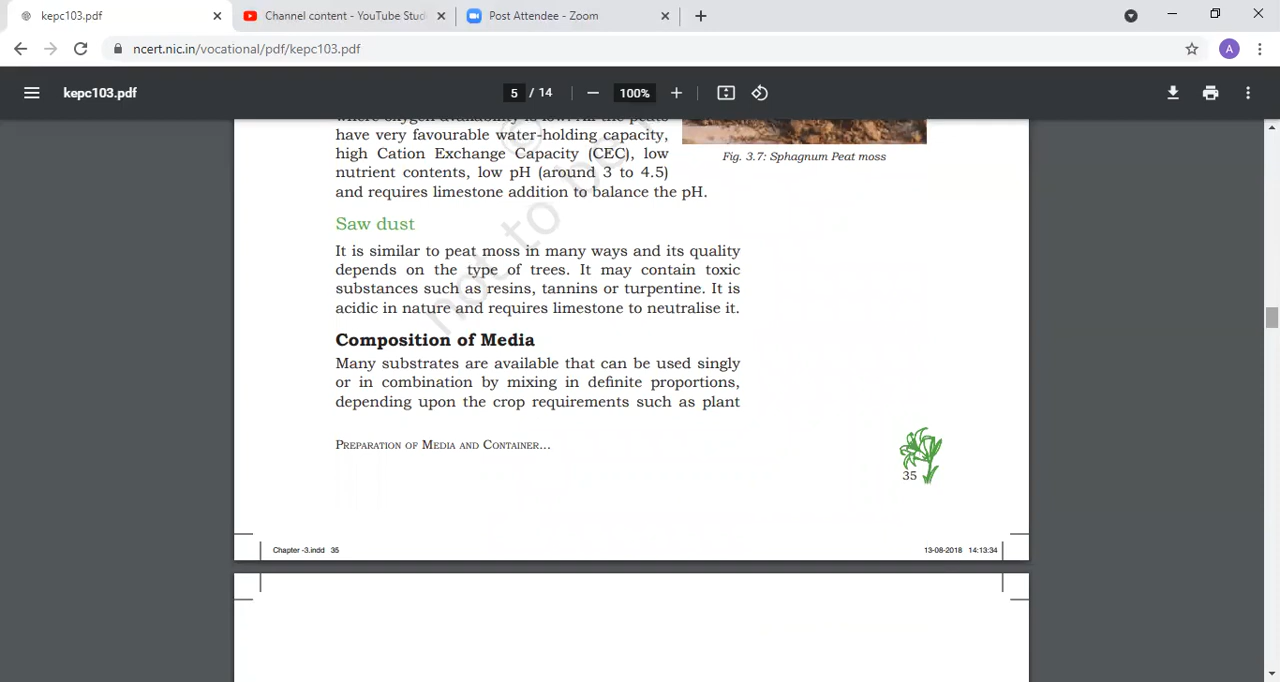 kepc103.pdf
Channel content - YouTube Stud
Post Attendee - Zoom
ncert.nic.in/vocational/pdf/kepc103.pdf
A
kepc103.pdf
5 / 14
100%
where oxygen availability is low. All the peats
have very favourable water-holding capacity,
high Cation Exchange Capacity (CEC), low
nutrient contents, low pH (around 3 to 4.5)
and requires limestone addition to balance the pH.
Fig. 3.7: Sphagnum Peat moss
not to be
©
Saw dust
It is similar to peat moss in many ways and its quality
depends on the type of trees. It may contain toxic
substances such as resins, tannins or turpentine. It is
acidic in nature and requires limestone to neutralise it.
Composition of Media
Many substrates are available that can be used singly
or in combination by mixing in definite proportions,
depending upon the crop requirements such as plant
Preparation of Media and Container...
35
Chapter -3.indd 35
13-08-2018 14:13:34